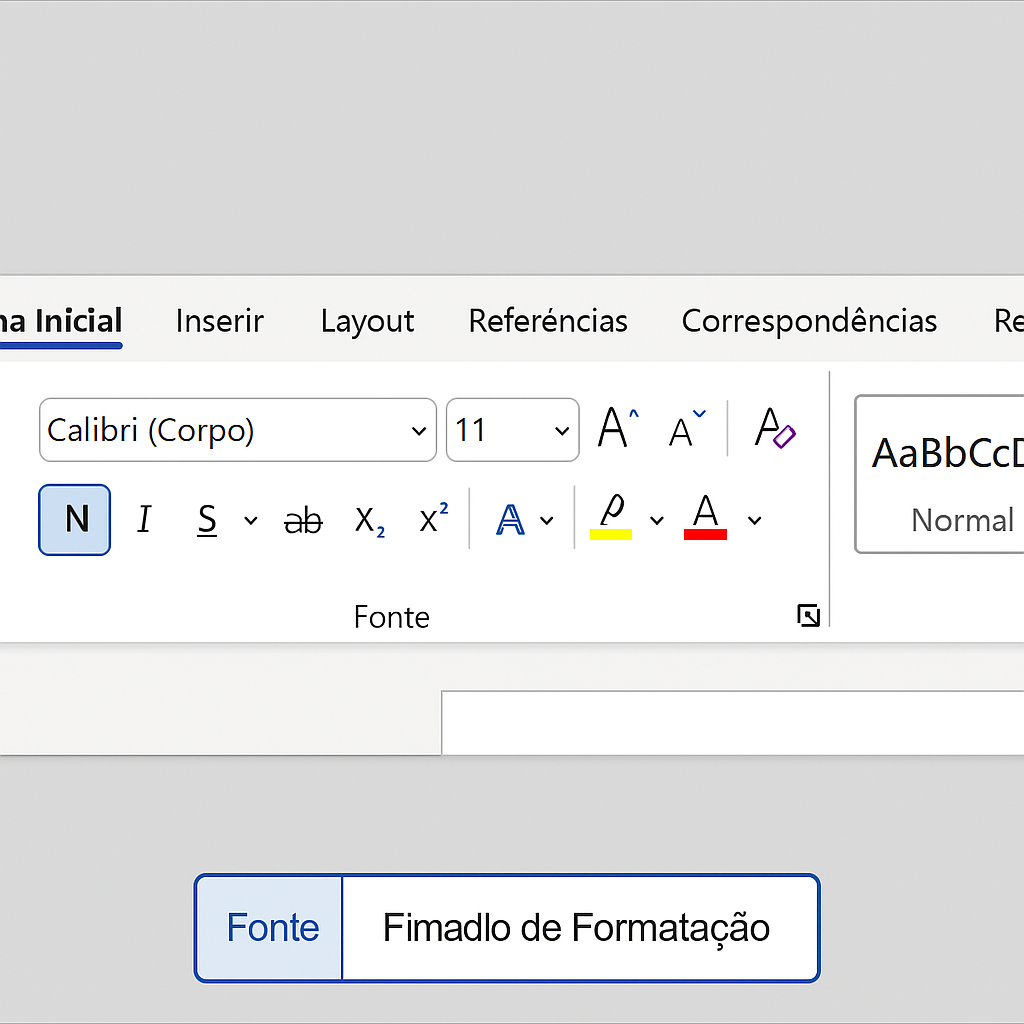 na Inicial Inserir Layout Referéncias Correspondências Re
Calibri (Corpo) 11 A A A
N I S ab X₂ x² A A
AaBbCcD
Normal
Fonte
Fonte Fimadlo de Formatação